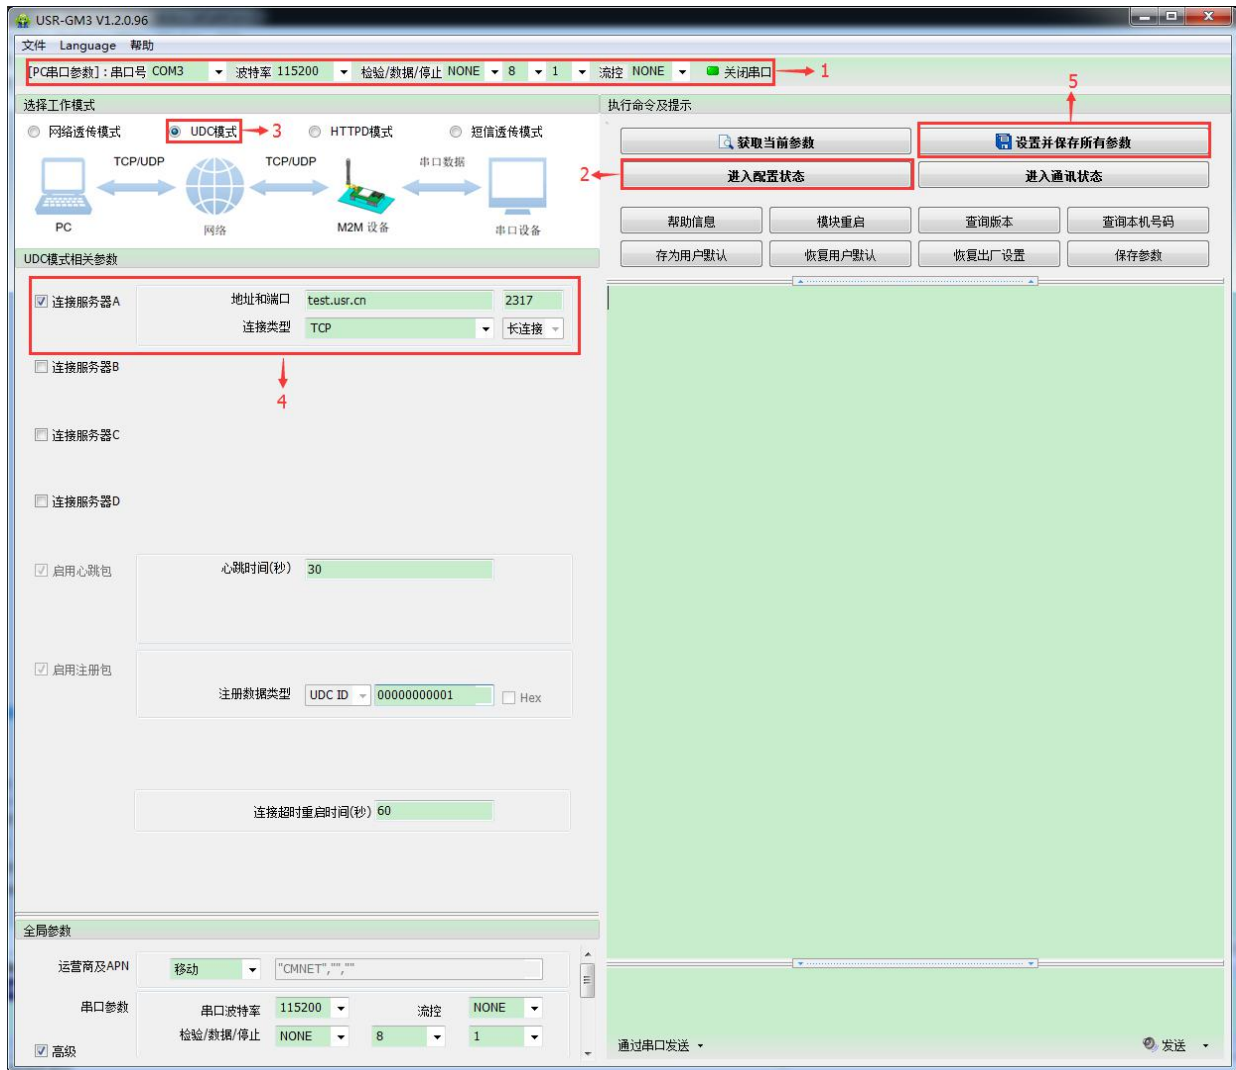 USR-GM3 V1.2.0.96
文件 Language 帮助
[PC串口参数]：串口号 COM3 波特率 115200 检验/数据/停止 NONE 8 1 流控 NONE 关闭串口 1
选择工作模式
网络透传模式 UDC模式 3 HTTPD模式 短信透传模式
TCP/UDP TCP/UDP 串口数据
PC 网络 M2M 设备 串口设备
UDC模式相关参数
连接服务器A 地址和端口 test.usr.cn 2317
连接类型 TCP 长连接
4
连接服务器B
连接服务器C
连接服务器D
启用心跳包 心跳时间(秒) 30
启用注册包
注册数据类型 UDC ID 00000000001 Hex
连接超时重启时间(秒) 60
全局参数
运营商及APN 移动 "CMNET","",""
串口参数 串口波特率 115200 流控 NONE
检验/数据/停止 NONE 8 1
高级
执行命令及提示
5
获取当前参数 设置并保存所有参数
2 进入配置状态 进入通讯状态
帮助信息 模块重启 查询版本 查询本机号码
存为用户默认 恢复用户默认 恢复出厂设置 保存参数
通过串口发送 发送